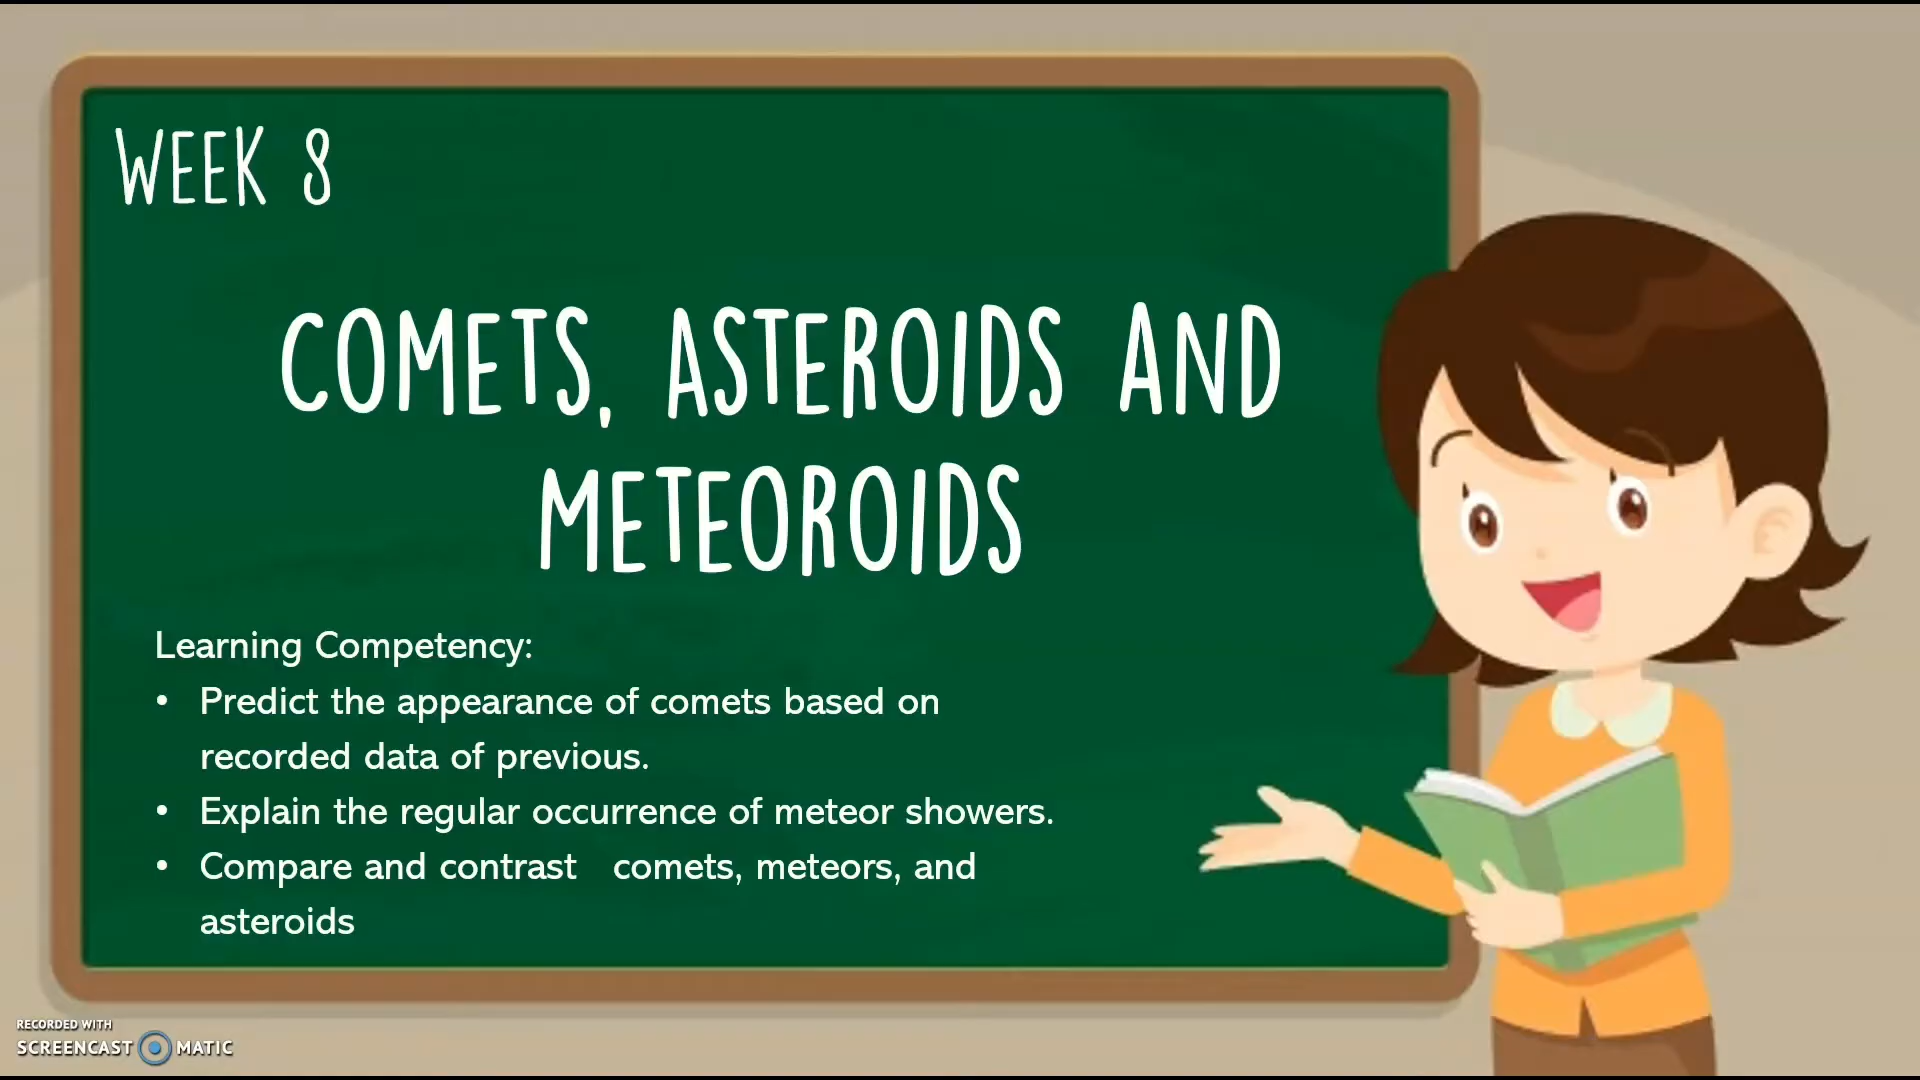 WEEK 8
COMETS, ASTEROIDS AND
METEOROIDS
Learning Competency:
• Predict the appearance of comets based on
recorded data of previous.
• Explain the regular occurrence of meteor showers.
• Compare and contrast comets, meteors, and
asteroids
RECORDED WITH
SCREENCAST MATIC